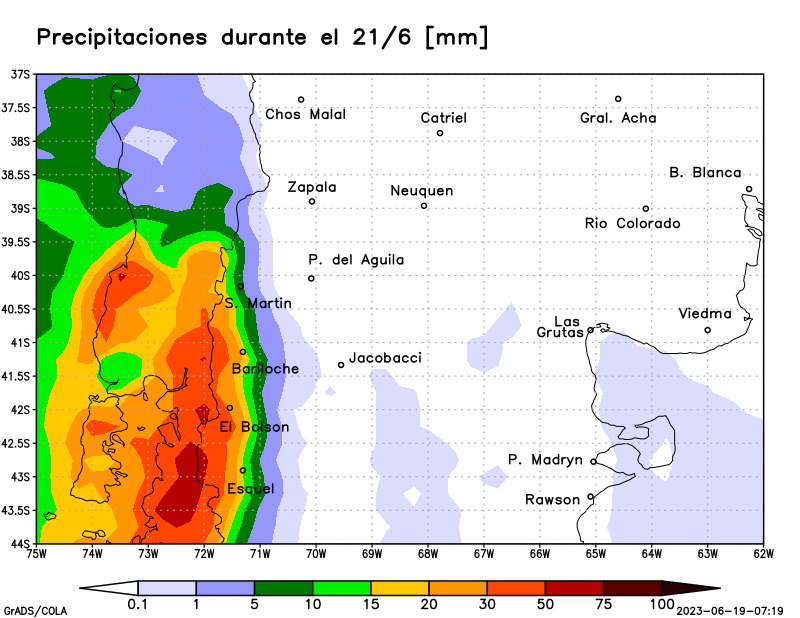 Precipitaciones durante el 21/6 [mm]
37S
37.5S
Chos Malal
Catriel
Gral. Acha
38S
38.5S
B. Blanca
Zapala
Neuquen
39S
Rio Colorado
39.5S
P. del Aguila
40S
S. Martin
40.5S
Las
Grutas
Viedma
41S
Bariloche
Jacobacci
41.5S
42S
El Bolson
42.5S
P. Madryn
43S
Esquel
Rawson
43.5S
44S
75W 74W 73W 72W 71W 70W 69W 68W 67W 66W 65W 64W 63W 62W
0.1 1 5 10 15 20 30 50 75 100
GrADS/COLA
2023-06-19-07:19